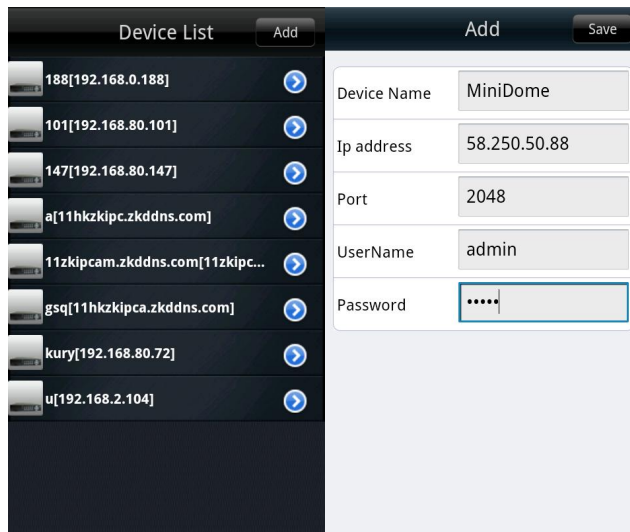 Device List
Add
188[192.168.0.188]
101[192.168.80.101]
147[192.168.80.147]
a[11hkzkipc.zkddns.com]
11zkipcam.zkddns.com[11zkipc...
gsq[11hkzkipca.zkddns.com]
kury[192.168.80.72]
u[192.168.2.104]
Add
Save
Device Name
MiniDome
Ip address
58.250.50.88
Port
2048
UserName
admin
Password
•••••